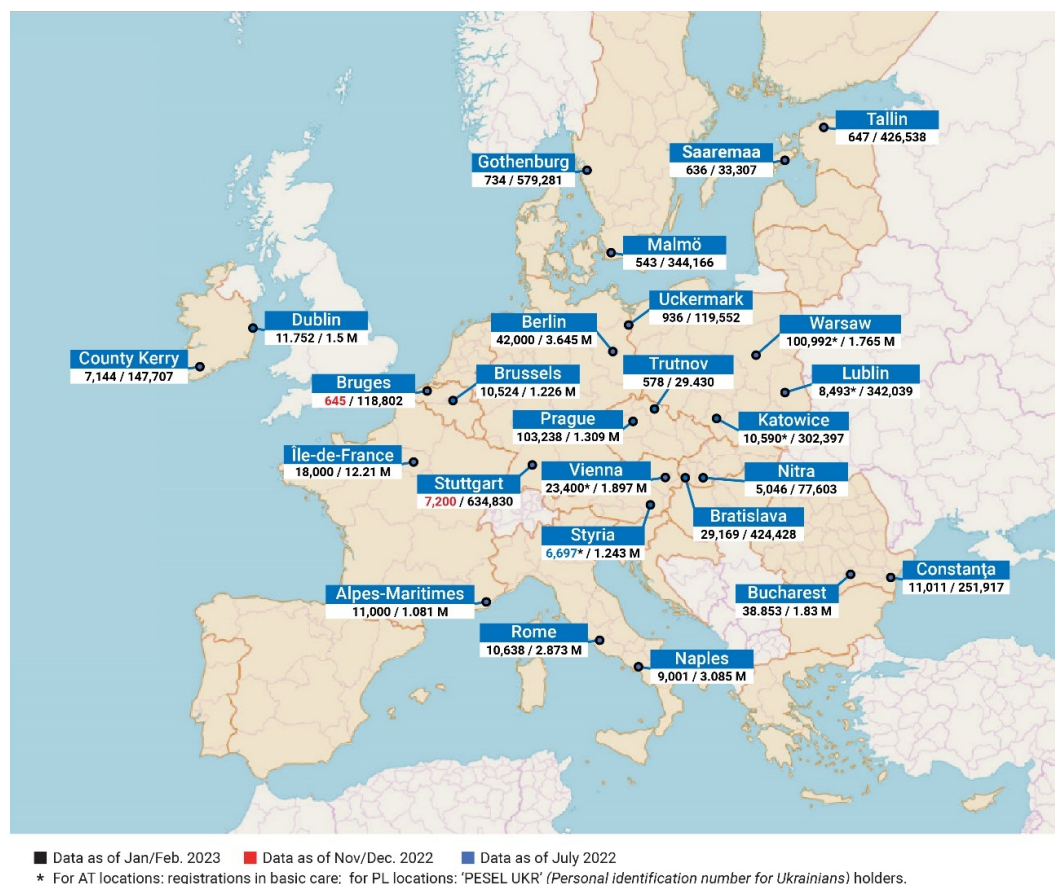 Tallin
647 / 426,538
Saaremaa
636 / 33,307
Gothenburg
734 / 579,281
Malmö
543 / 344,166
Uckermark
936 / 119,552
Dublin
11.752 / 1.5 M
Berlin
42,000 / 3.645 M
Warsaw
100,992* / 1.765 M
County Kerry
7,144 / 147,707
Trutnov
578 / 29.430
Brussels
10,524 / 1.226 M
Lublin
8,493* / 342,039
Bruges
645 / 118,802
Prague
103,238 / 1.309 M
Katowice
10,590* / 302,397
Île-de-France
18,000 / 12.21 M
Vienna
23,400* / 1.897 M
Nitra
5,046 / 77,603
Stuttgart
7,200 / 634,830
Bratislava
29,169 / 424,428
Styria
6,697* / 1.243 M
Constanţa
11,011 / 251,917
Alpes-Maritimes
11,000 / 1.081 M
Bucharest
38.853 / 1.83 M
Rome
10,638 / 2.873 M
Naples
9,001 / 3.085 M
Data as of Jan/Feb. 2023 Data as of Nov/Dec. 2022 Data as of July 2022
* For AT locations: registrations in basic care; for PL locations: ‘PESEL UKR’ (Personal identification number for Ukrainians) holders.